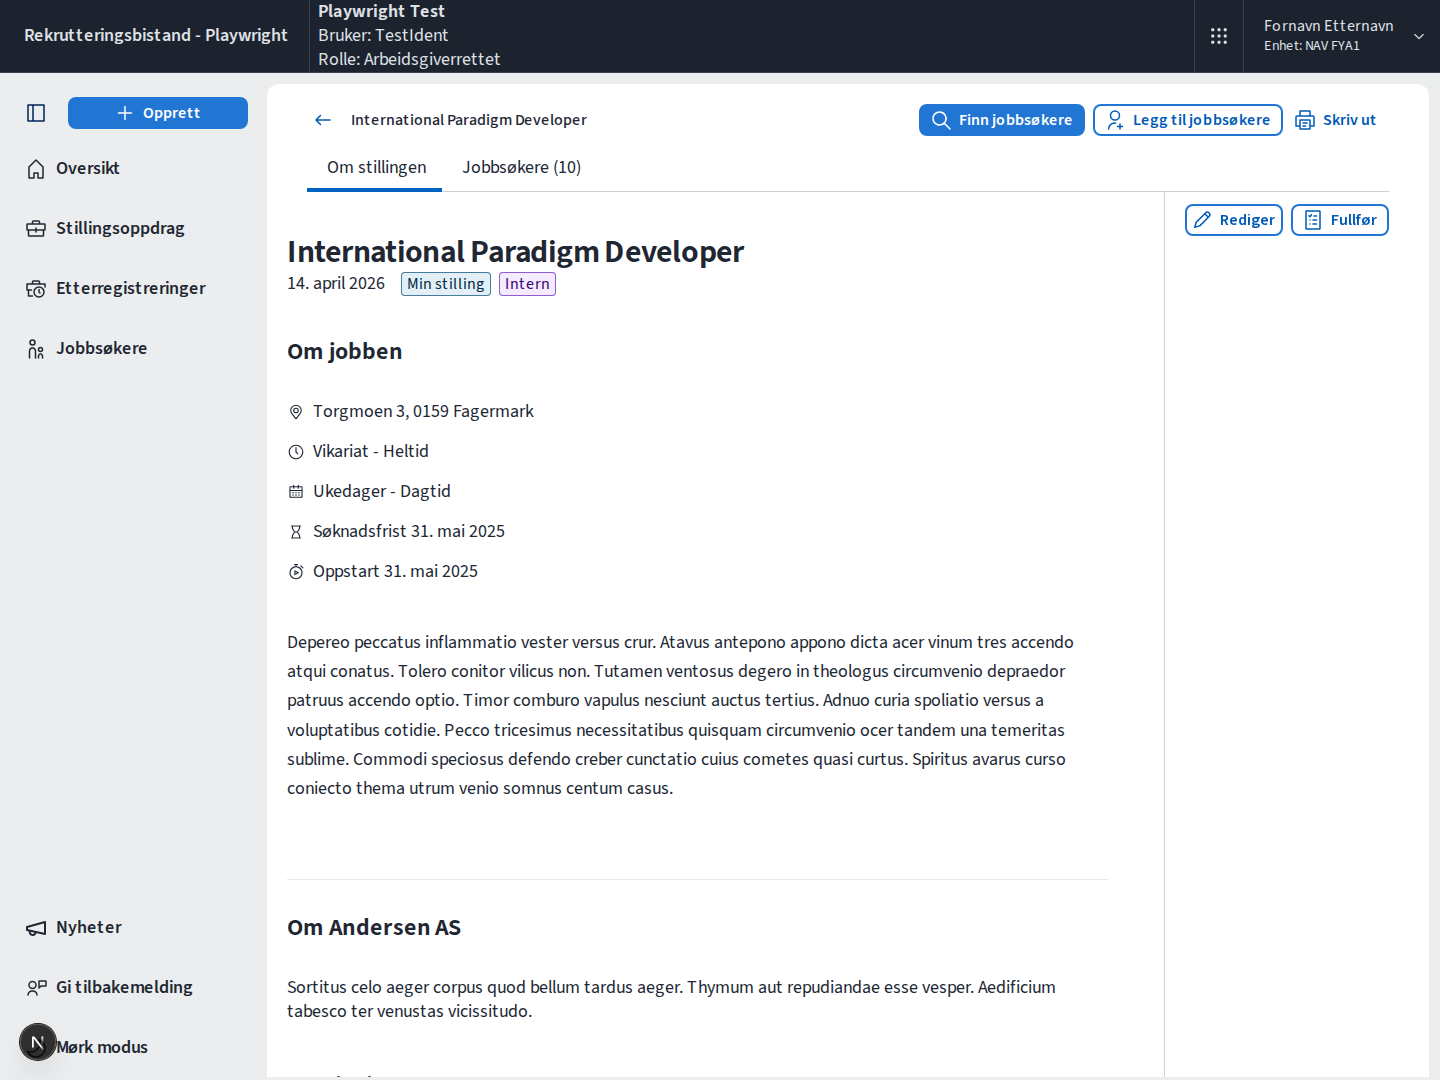 Rekrutteringsbistand - Playwright
Playwright Test
Bruker: TestIdent
Rolle: Arbeidsgiverrettet
Fornavn Etternavn
Enhet: NAV FYA1
Opprett
Oversikt
Stillingsoppdrag
Etterregistreringer
Jobbsøkere
Nyheter
Gi tilbakemelding
N
Mørk modus
International Paradigm Developer
Finn jobbsøkere
Legg til jobbsøkere
Skriv ut
Om stillingen
Jobbsøkere (10)
Rediger
Fullfør
International Paradigm Developer
14. april 2026
Min stilling
Intern
Om jobben
Torgmoen 3, 0159 Fagermark
Vikariat - Heltid
Ukedager - Dagtid
Søknadsfrist 31. mai 2025
Oppstart 31. mai 2025
Depereo peccatus inflammatio vester versus crur. Atavus antepono appono dicta acer vinum tres accendo
atqui conatus. Tolero conitor vilicus non. Tutamen ventosus degero in theologus circumvenio depraedor
patruus accendo optio. Timor comburo vapulus nesciunt auctus tertius. Adnuo curia spoliatio versus a
voluptatibus cotidie. Pecco tricesimus necessitatibus quisquam circumvenio ocer tandem una temeritas
sublime. Commodi speciosus defendo creber cunctatio cuius cometes quasi curtus. Spiritus avarus curso
coniecto thema utrum venio somnus centum casus.
Om Andersen AS
Sortitus celo aeger corpus quod bellum tardus aeger. Thymum aut repudiandae esse vesper. Aedificium
tabesco ter venustas vicissitudo.